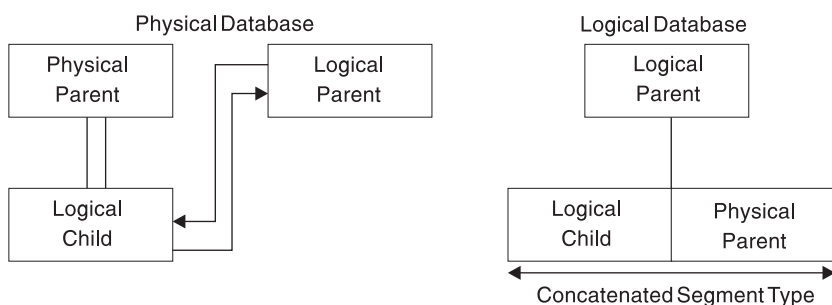 Physical Database
Physical
Parent
Logical
Parent
Logical
Child
Logical Database
Logical
Parent
Logical
Child
Physical
Parent
Concatenated Segment Type